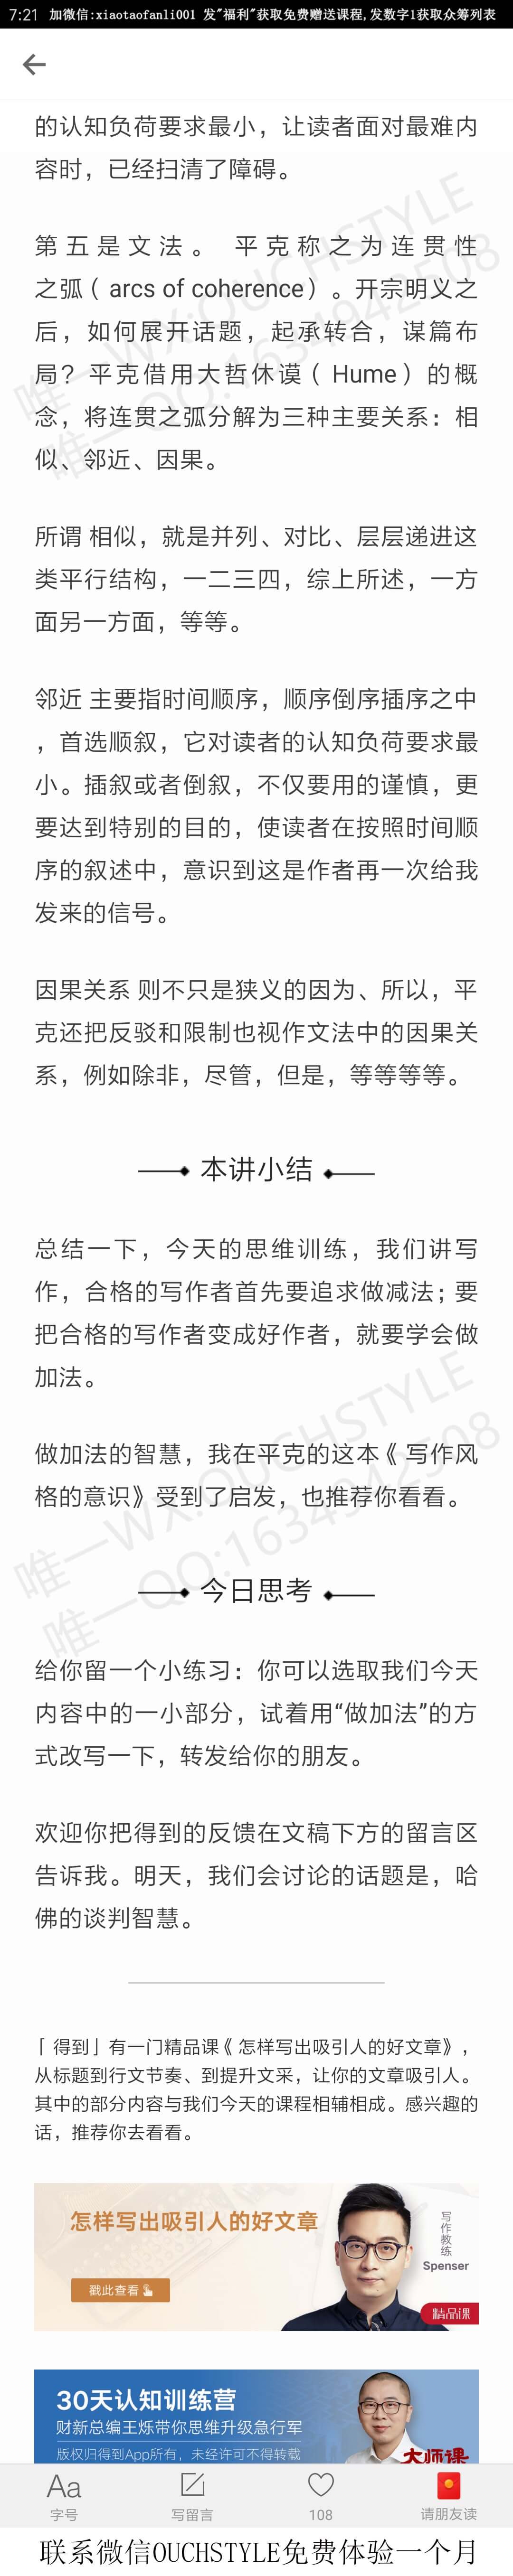 7:21 加微信:xiaotaofanli001 发"福利"获取免费赠送课程,发数字1获取众筹列表
的认知负荷要求最小，让读者面对最难内
容时，已经扫清了障碍。
第五是文法。 平克称之为连贯性
之弧（ arcs of coherence）。开宗明义之
后，如何展开话题，起承转合，谋篇布
局？平克借用大哲休谟（ Hume）的概
念，将连贯之弧分解为三种主要关系：相
似、邻近、因果。
所谓 相似，就是并列、对比、层层递进这
类平行结构，一二三四，综上所述，一方
面另一方面，等等。
邻近 主要指时间顺序，顺序倒序插序之中
，首选顺叙，它对读者的认知负荷要求最
小。插叙或者倒叙，不仅要用的谨慎，更
要达到特别的目的，使读者在按照时间顺
序的叙述中，意识到这是作者再一次给我
发来的信号。
因果关系 则不只是狭义的因为、所以，平
克还把反驳和限制也视作文法中的因果关
系，例如除非，尽管，但是，等等等等。
本讲小结
总结一下，今天的思维训练，我们讲写
作，合格的写作者首先要追求做减法；要
把合格的写作者变成好作者，就要学会做
加法。
做加法的智慧，我在平克的这本《 写作风
格的意识》受到了启发，也推荐你看看。
今日思考
给你留一个小练习：你可以选取我们今天
内容中的一小部分，试着用“做加法”的方
式改写一下，转发给你的朋友。
欢迎你把得到的反馈在文稿下方的留言区
告诉我。明天，我们会讨论的话题是，哈
佛的谈判智慧。
「 得到」有一门精品课《 怎样写出吸引人的好文章》，
从标题到行文节奏、到提升文采，让你的文章吸引人。
其中的部分内容与我们今天的课程相辅相成。感兴趣的
话，推荐你去看看。
怎样写出吸引人的好文章
写作教练
Spenser
戳此查看
精品课
30天认知训练营
财新总编王烁带你思维升级急行军
版权归得到App所有，未经许可不得转载
大师课
Aa
字号
写留言
108
请朋友读
联系微信OUCHSTYLE免费体验一个月
唯一WX:OUCHSTYLE
唯一QQ:1634942508
唯一WX:OUCHSTYLE
唯一QQ:1634942508